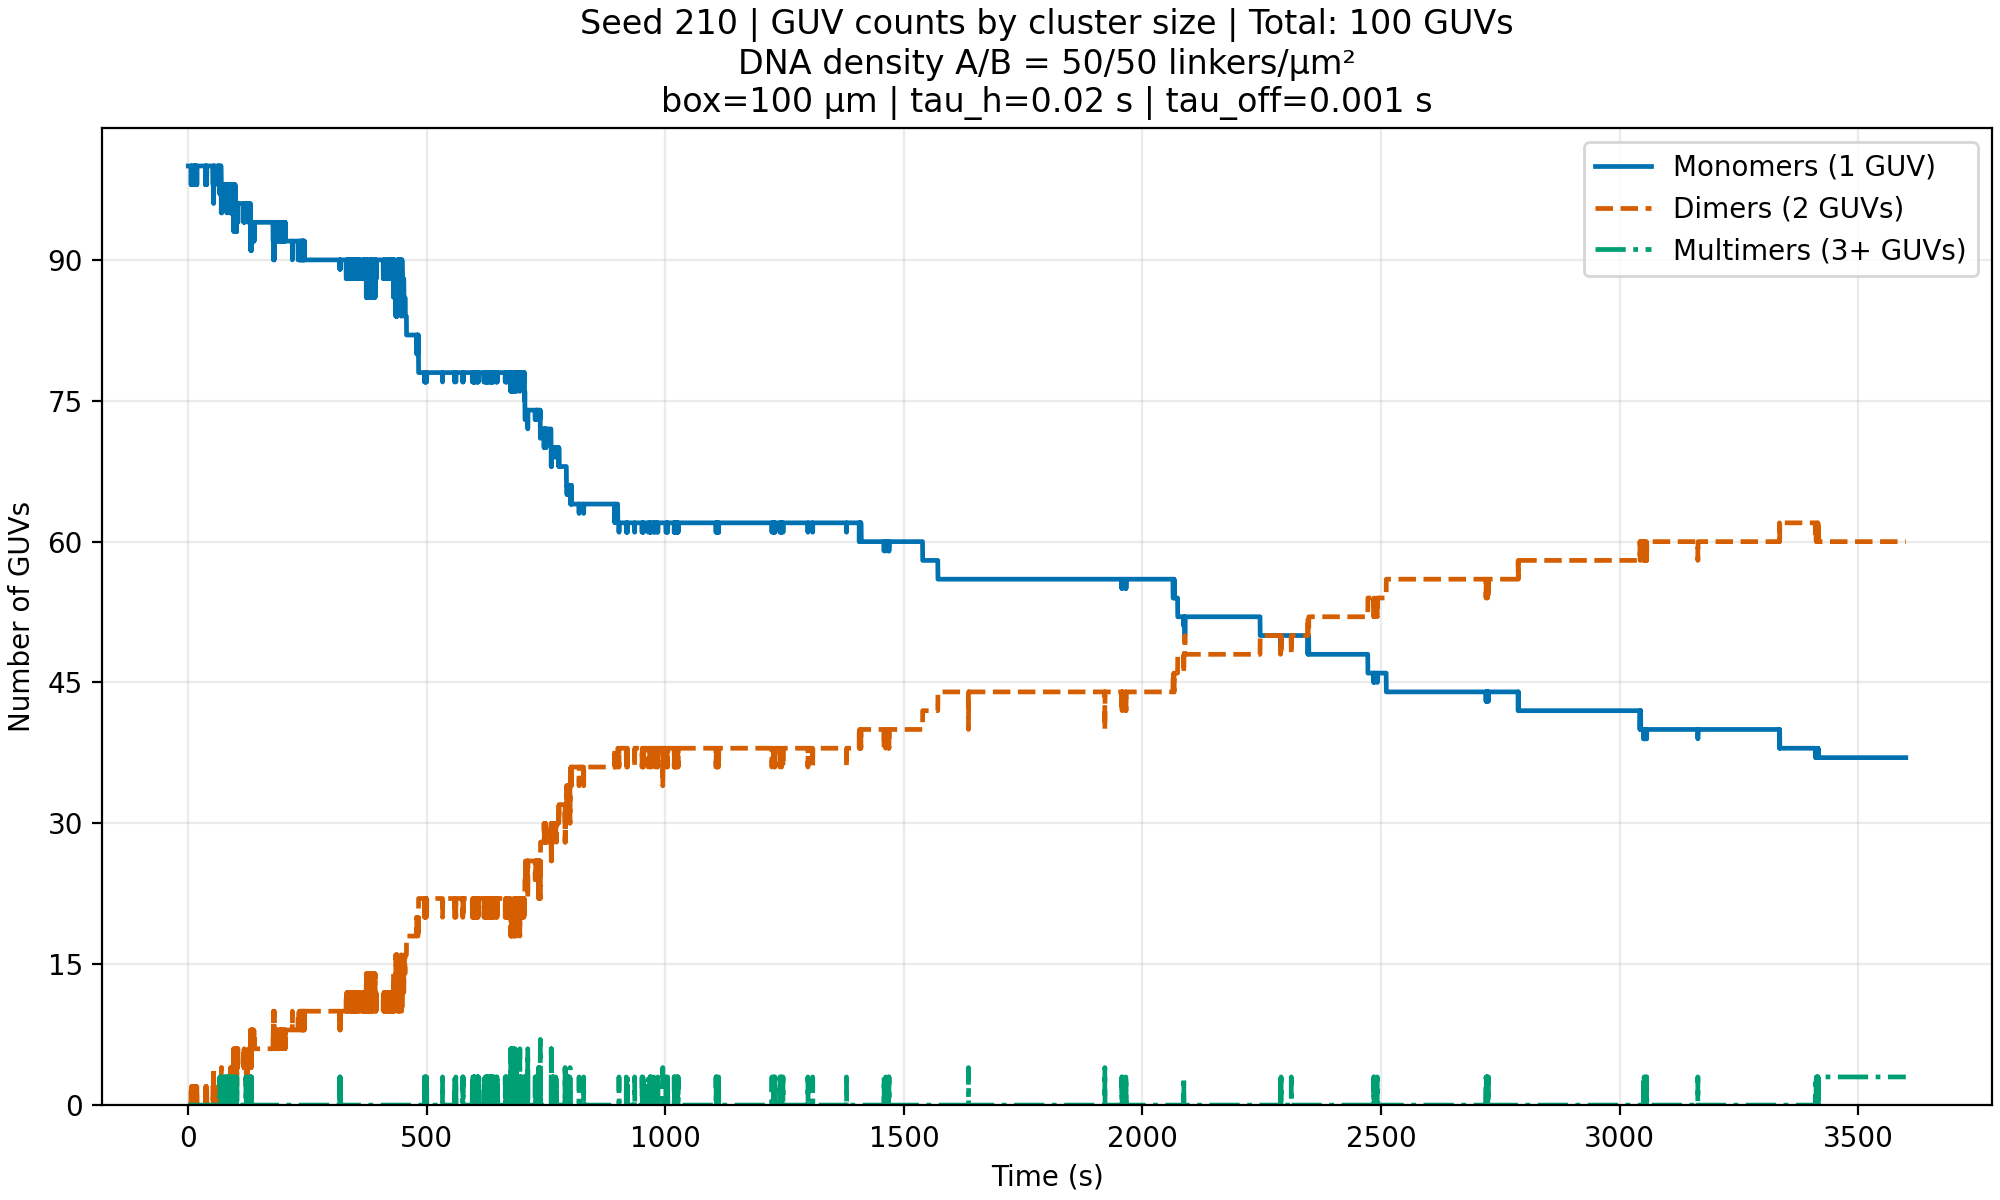 Seed 210 | GUV counts by cluster size | Total: 100 GUVs
DNA density A/B = 50/50 linkers/µm²
box=100 µm | tau_h=0.02 s | tau_off=0.001 s
Monomers (1 GUV)
Dimers (2 GUVs)
Multimers (3+ GUVs)
Number of GUVs
90
75
60
45
30
15
0
0 500 1000 1500 2000 2500 3000 3500
Time (s)